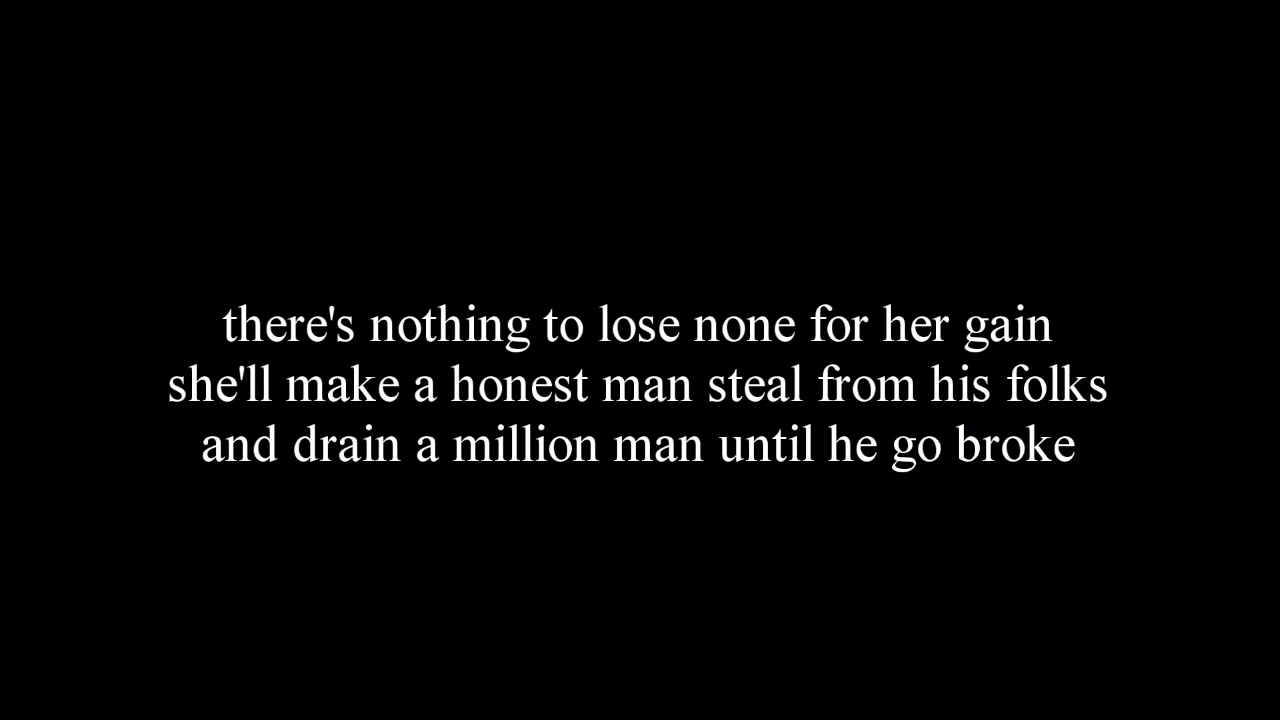 there's nothing to lose none for her gain
she'll make a honest man steal from his folks
and drain a million man until he go broke